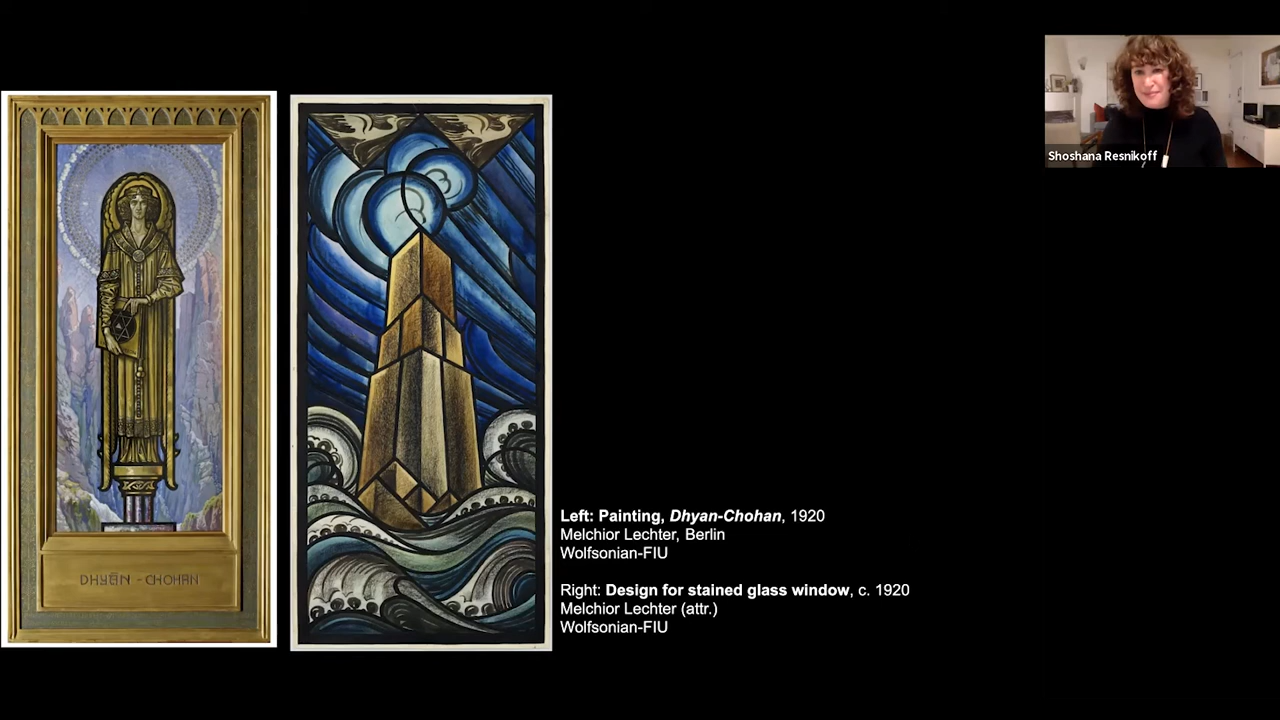 Shoshana Resnikoff
DHYĀN - CHOHAN
Left: Painting, Dhyan-Chohan, 1920
Melchior Lechter, Berlin
Wolfsonian-FIU
Right: Design for stained glass window, c. 1920
Melchior Lechter (attr.)
Wolfsonian-FIU